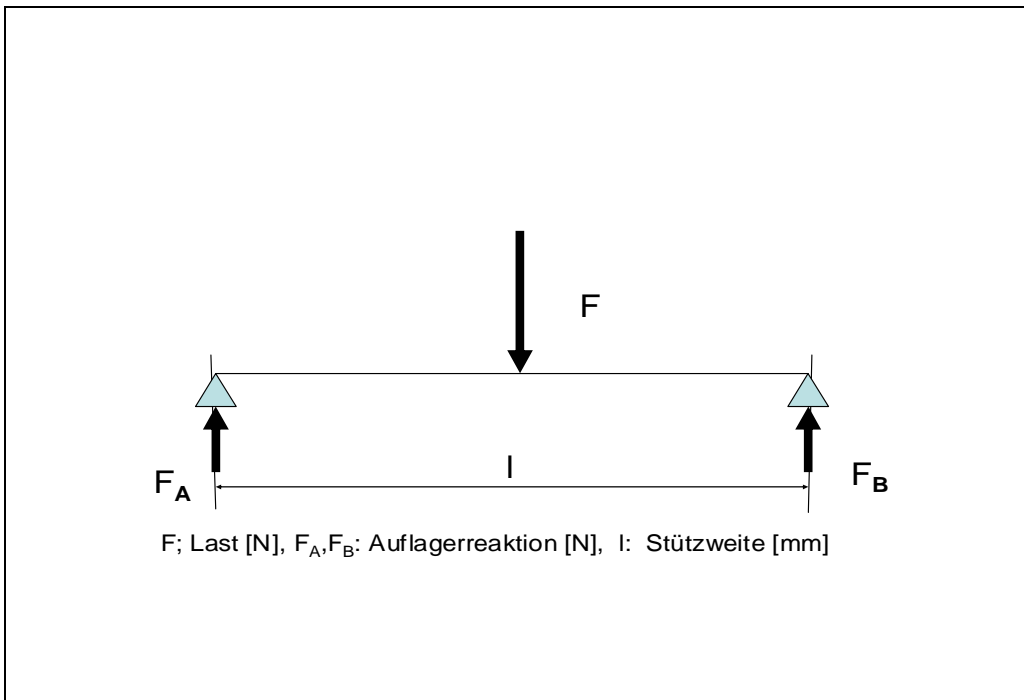 F
l
F_A
F_B
F; Last [N], F_A,F_B: Auflagerreaktion [N], l: Stützweite [mm]